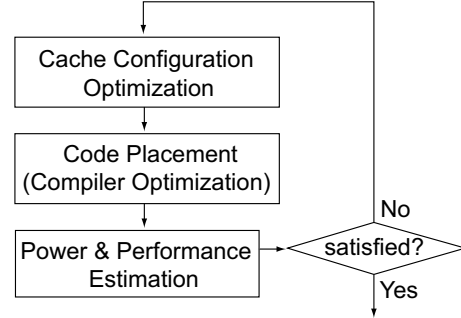 Cache Configuration
Optimization
Code Placement
(Compiler Optimization)
No
Power & Performance
Estimation
satisfied?
Yes